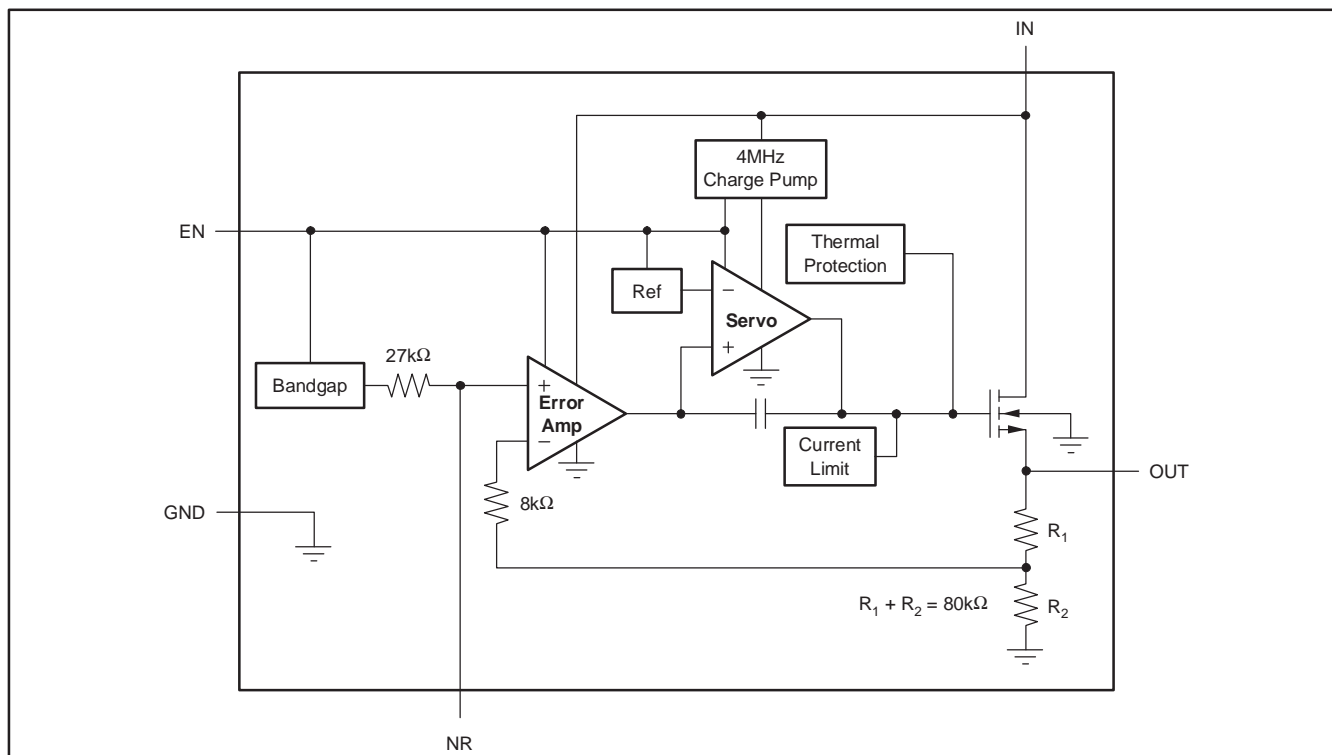 IN
4MHz
Charge Pump
EN
Thermal
Protection
Ref
−
Servo
+
27kΩ
Bandgap
+
Error
Amp
−
Current
Limit
OUT
8kΩ
GND
R1
R1 + R2 = 80kΩ
R2
NR